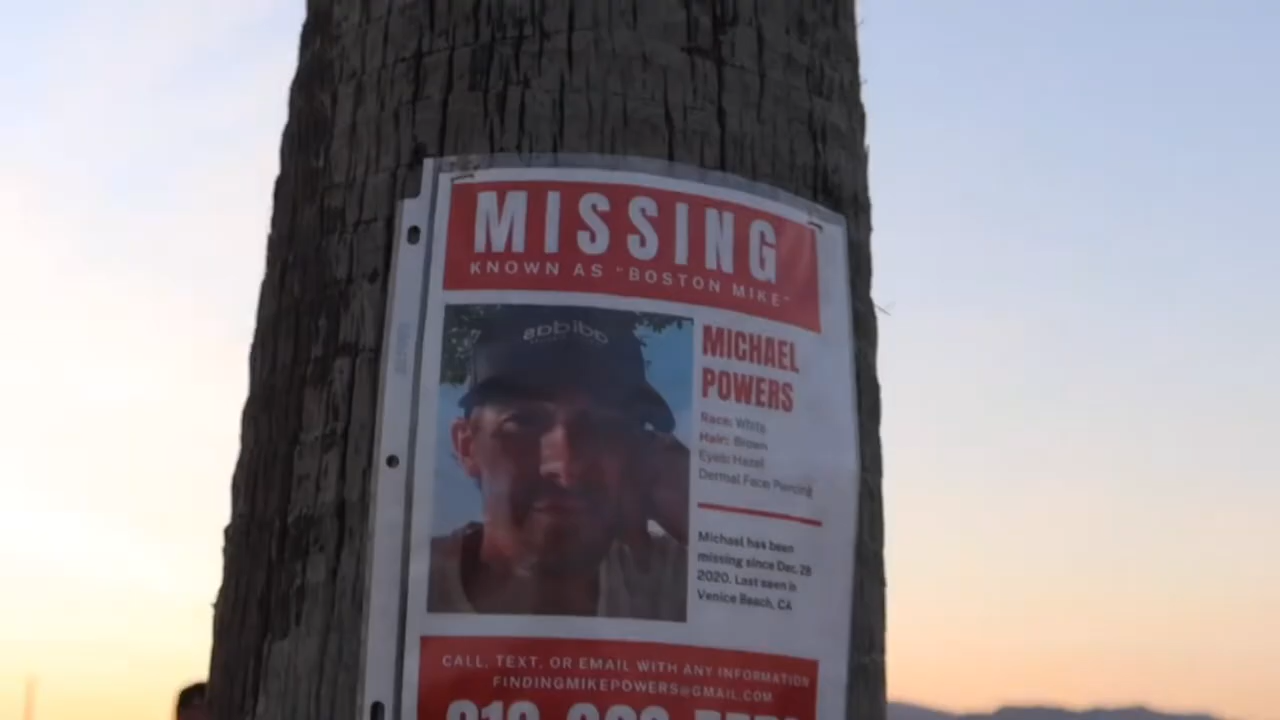 MISSING
KNOWN AS "BOSTON MIKE"
adidas
MICHAEL
POWERS
Race: White
Hair: Brown
Eyes: Hazel
Dermal Face Piercing
Michael has been
missing since Dec. 28
2020. Last seen in
Venice Beach, CA
CALL, TEXT, OR EMAIL WITH ANY INFORMATION
FINDINGMIKEPOWERS@GMAIL.COM